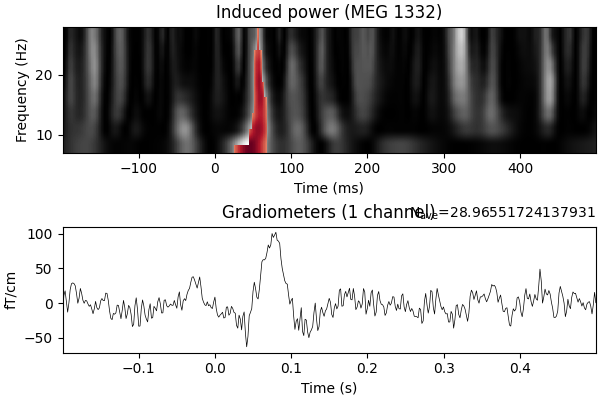 Induced power (MEG 1332)
Frequency (Hz)
20
10
−100 0 100 200 300 400
Time (ms)
Gradiometers (1 channel)
Nave=28.96551724137931
fT/cm
100
50
0
−50
−0.1 0.0 0.1 0.2 0.3 0.4
Time (s)